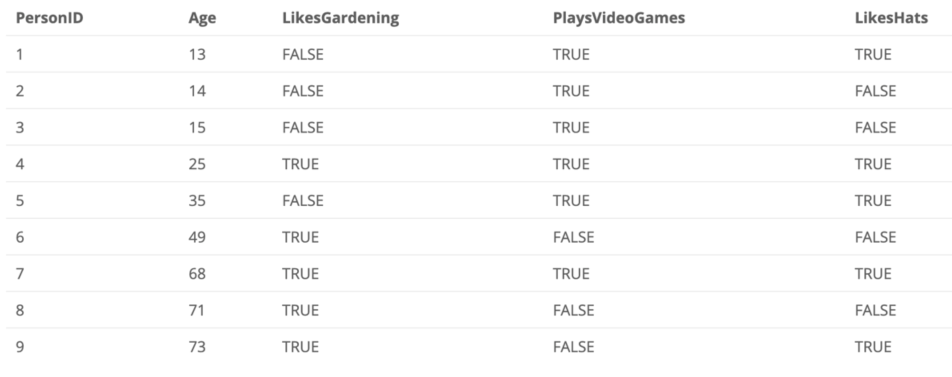 PersonID Age LikesGardening PlaysVideoGames LikesHats
1 13 FALSE TRUE TRUE
2 14 FALSE TRUE FALSE
3 15 FALSE TRUE FALSE
4 25 TRUE TRUE TRUE
5 35 FALSE TRUE TRUE
6 49 TRUE FALSE FALSE
7 68 TRUE TRUE TRUE
8 71 TRUE FALSE FALSE
9 73 TRUE FALSE TRUE